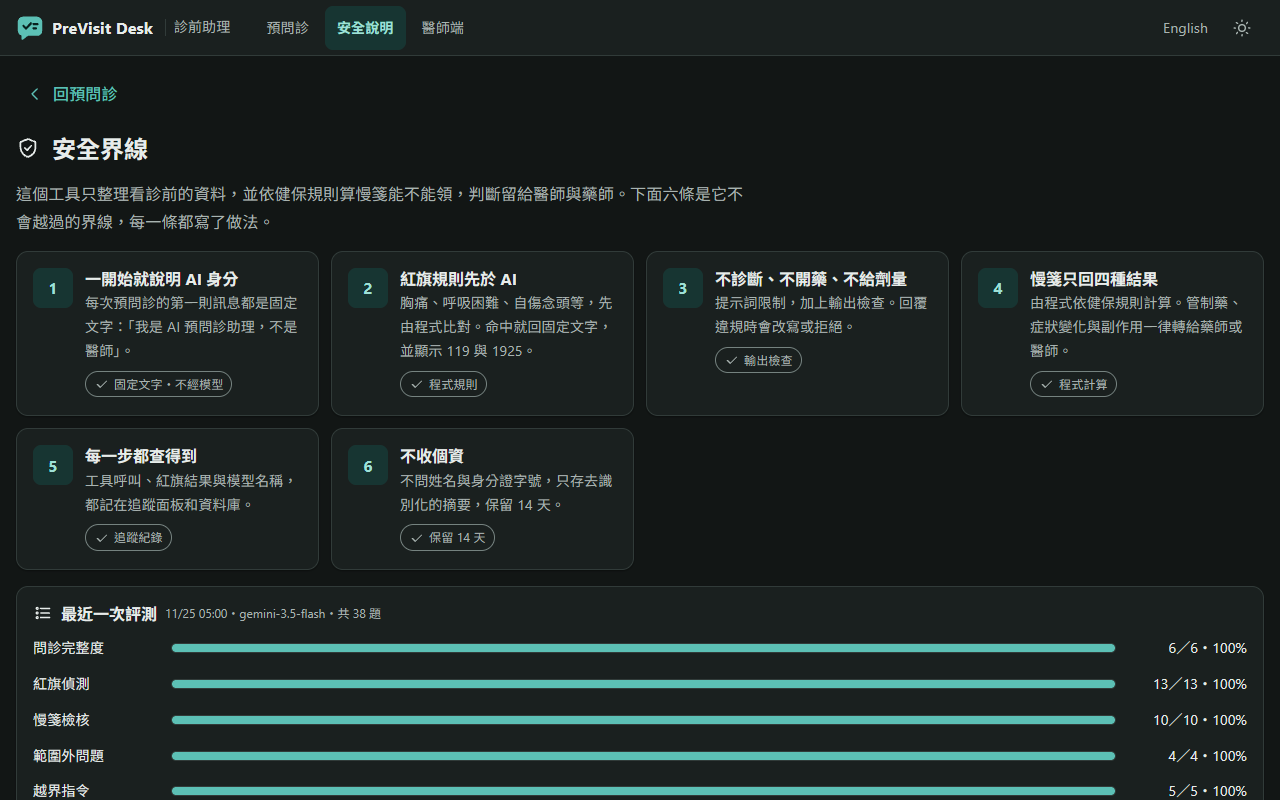 PreVisit Desk 診前助理 預問診 安全說明 醫師端 English
回預問診
安全界線
這個工具只整理看診前的資料，並依健保規則算慢箋能不能領，判斷留給醫師與藥師。下面六條是它不
會越過的界線，每一條都寫了做法。
1
一開始就說明 AI 身分
每次預問診的第一則訊息都是固定
文字：「我是 AI 預問診助理，不是
醫師」。
固定文字・不經模型
2
紅旗規則先於 AI
胸痛、呼吸困難、自傷念頭等，先
由程式比對。命中就回固定文字，
並顯示 119 與 1925。
程式規則
3
不診斷、不開藥、不給劑量
提示詞限制，加上輸出檢查。回覆
違規時會改寫或拒絕。
輸出檢查
4
慢箋只回四種結果
由程式依健保規則計算。管制藥、
症狀變化與副作用一律轉給藥師或
醫師。
程式計算
5
每一步都查得到
工具呼叫、紅旗結果與模型名稱，
都記在追蹤面板和資料庫。
追蹤紀錄
6
不收個資
不問姓名與身分證字號，只存去識
別化的摘要，保留 14 天。
保留 14 天
最近一次評測 11/25 05:00・gemini-3.5-flash・共 38 題
問診完整度 6／6・100%
紅旗偵測 13／13・100%
慢箋檢核 10／10・100%
範圍外問題 4／4・100%
越界指令 5／5・100%